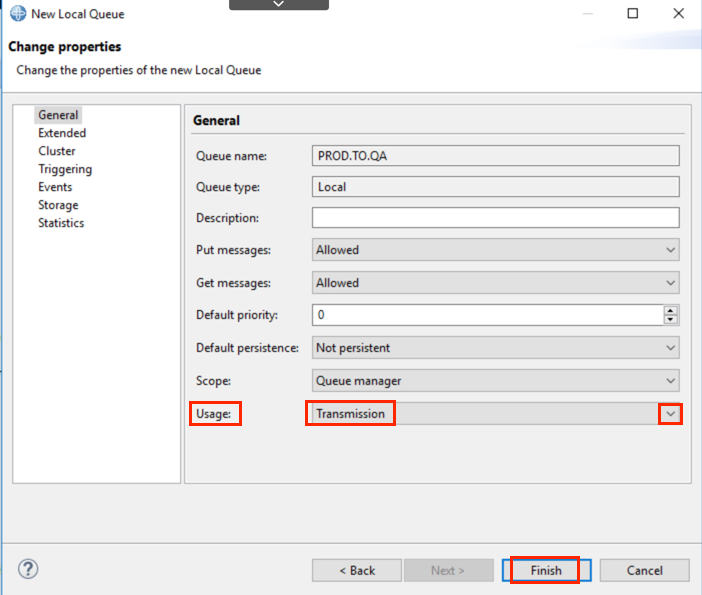 New Local Queue
Change properties
Change the properties of the new Local Queue
General
Extended
Cluster
Triggering
Events
Storage
Statistics
General
Queue name: PROD.TO.QA
Queue type: Local
Description:
Put messages: Allowed
Get messages: Allowed
Default priority: 0
Default persistence: Not persistent
Scope: Queue manager
Usage: Transmission
? < Back Next > Finish Cancel